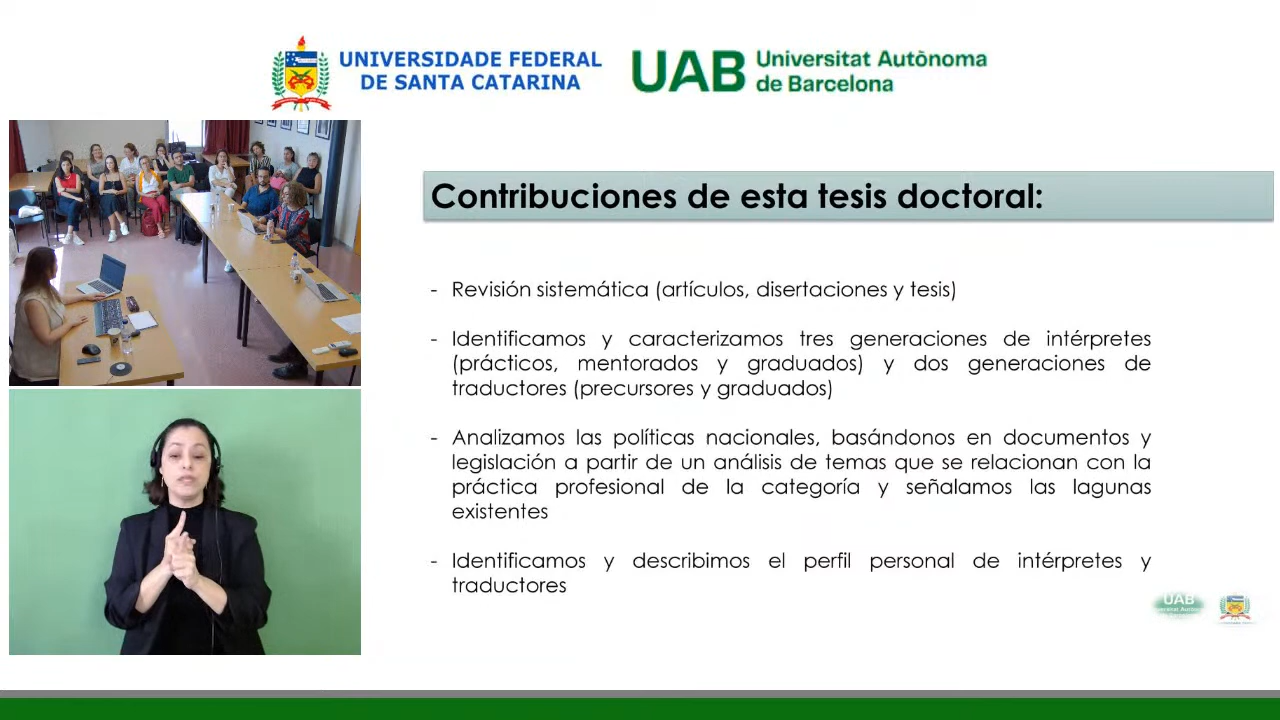 UNIVERSIDADE FEDERAL
DE SANTA CATARINA
UAB
Universitat Autònoma
de Barcelona
Contribuciones de esta tesis doctoral:
- Revisión sistemática (artículos, disertaciones y tesis)
- Identificamos y caracterizamos tres generaciones de intérpretes
(prácticos, mentorados y graduados) y dos generaciones de
traductores (precursores y graduados)
- Analizamos las políticas nacionales, basándonos en documentos y
legislación a partir de un análisis de temas que se relacionan con la
práctica profesional de la categoría y señalamos las lagunas
existentes
- Identificamos y describimos el perfil personal de intérpretes y
traductores
UAB